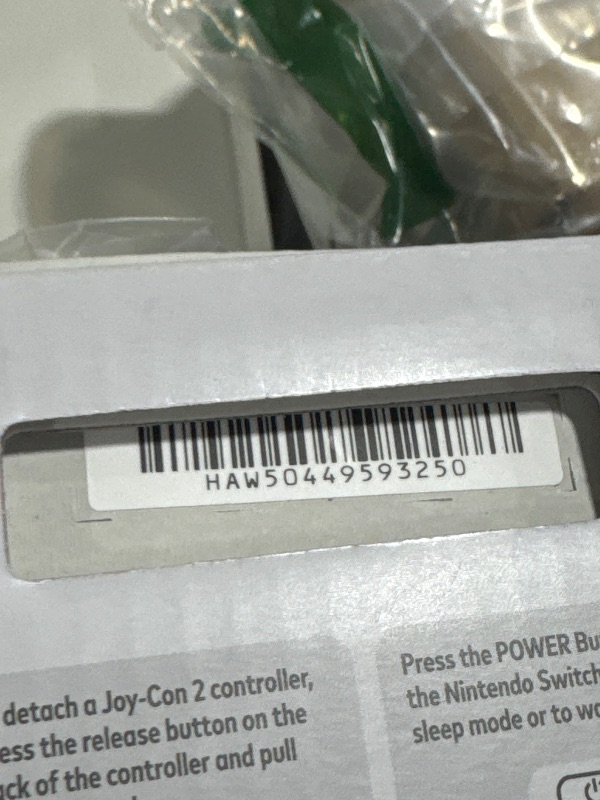 HAW50449593250
detach a Joy-Con 2 controller,
release button on the
of the controller and pull
Press the POWER
the Nintendo Switch
sleep mode or to